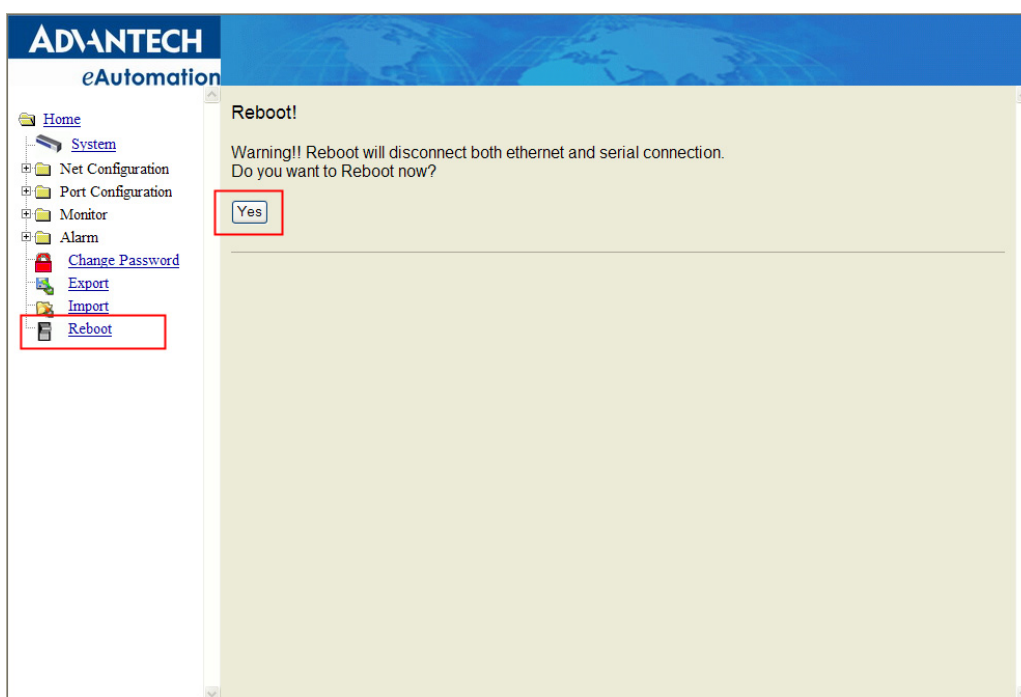 ADVANTECH
eAutomation
Home
System
Net Configuration
Port Configuration
Monitor
Alarm
Change Password
Export
Import
Reboot
Reboot!
Warning!! Reboot will disconnect both ethernet and serial connection.
Do you want to Reboot now?
Yes